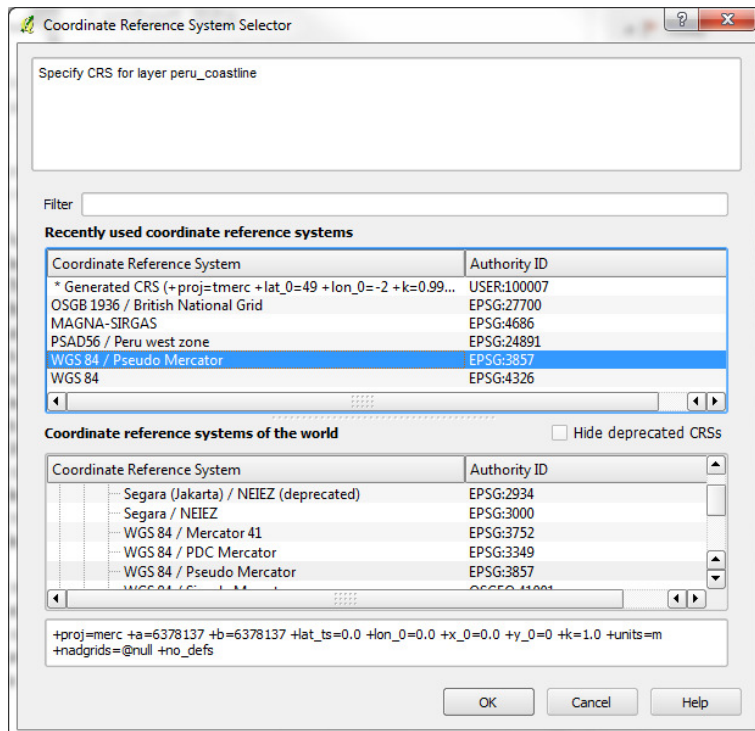 Coordinate Reference System Selector
Specify CRS for layer peru_coastline
Filter
Recently used coordinate reference systems
Coordinate Reference System Authority ID
* Generated CRS (+proj=tmerc +lat_0=49 +lon_0=-2 +k=0.99... USER:100007
OSGB 1936 / British National Grid EPSG:27700
MAGNA-SIRGAS EPSG:4686
PSAD56 / Peru west zone EPSG:24891
WGS 84 / Pseudo Mercator EPSG:3857
WGS 84 EPSG:4326
Coordinate reference systems of the world Hide deprecated CRSs
Coordinate Reference System Authority ID
Segara (Jakarta) / NEIEZ (deprecated) EPSG:2934
Segara / NEIEZ EPSG:3000
WGS 84 / Mercator 41 EPSG:3752
WGS 84 / PDC Mercator EPSG:3349
WGS 84 / Pseudo Mercator EPSG:3857
+proj=merc +a=6378137 +b=6378137 +lat_ts=0.0 +lon_0=0.0 +x_0=0.0 +y_0=0 +k=1.0 +units=m
+nadgrids=@null +no_defs
OK Cancel Help